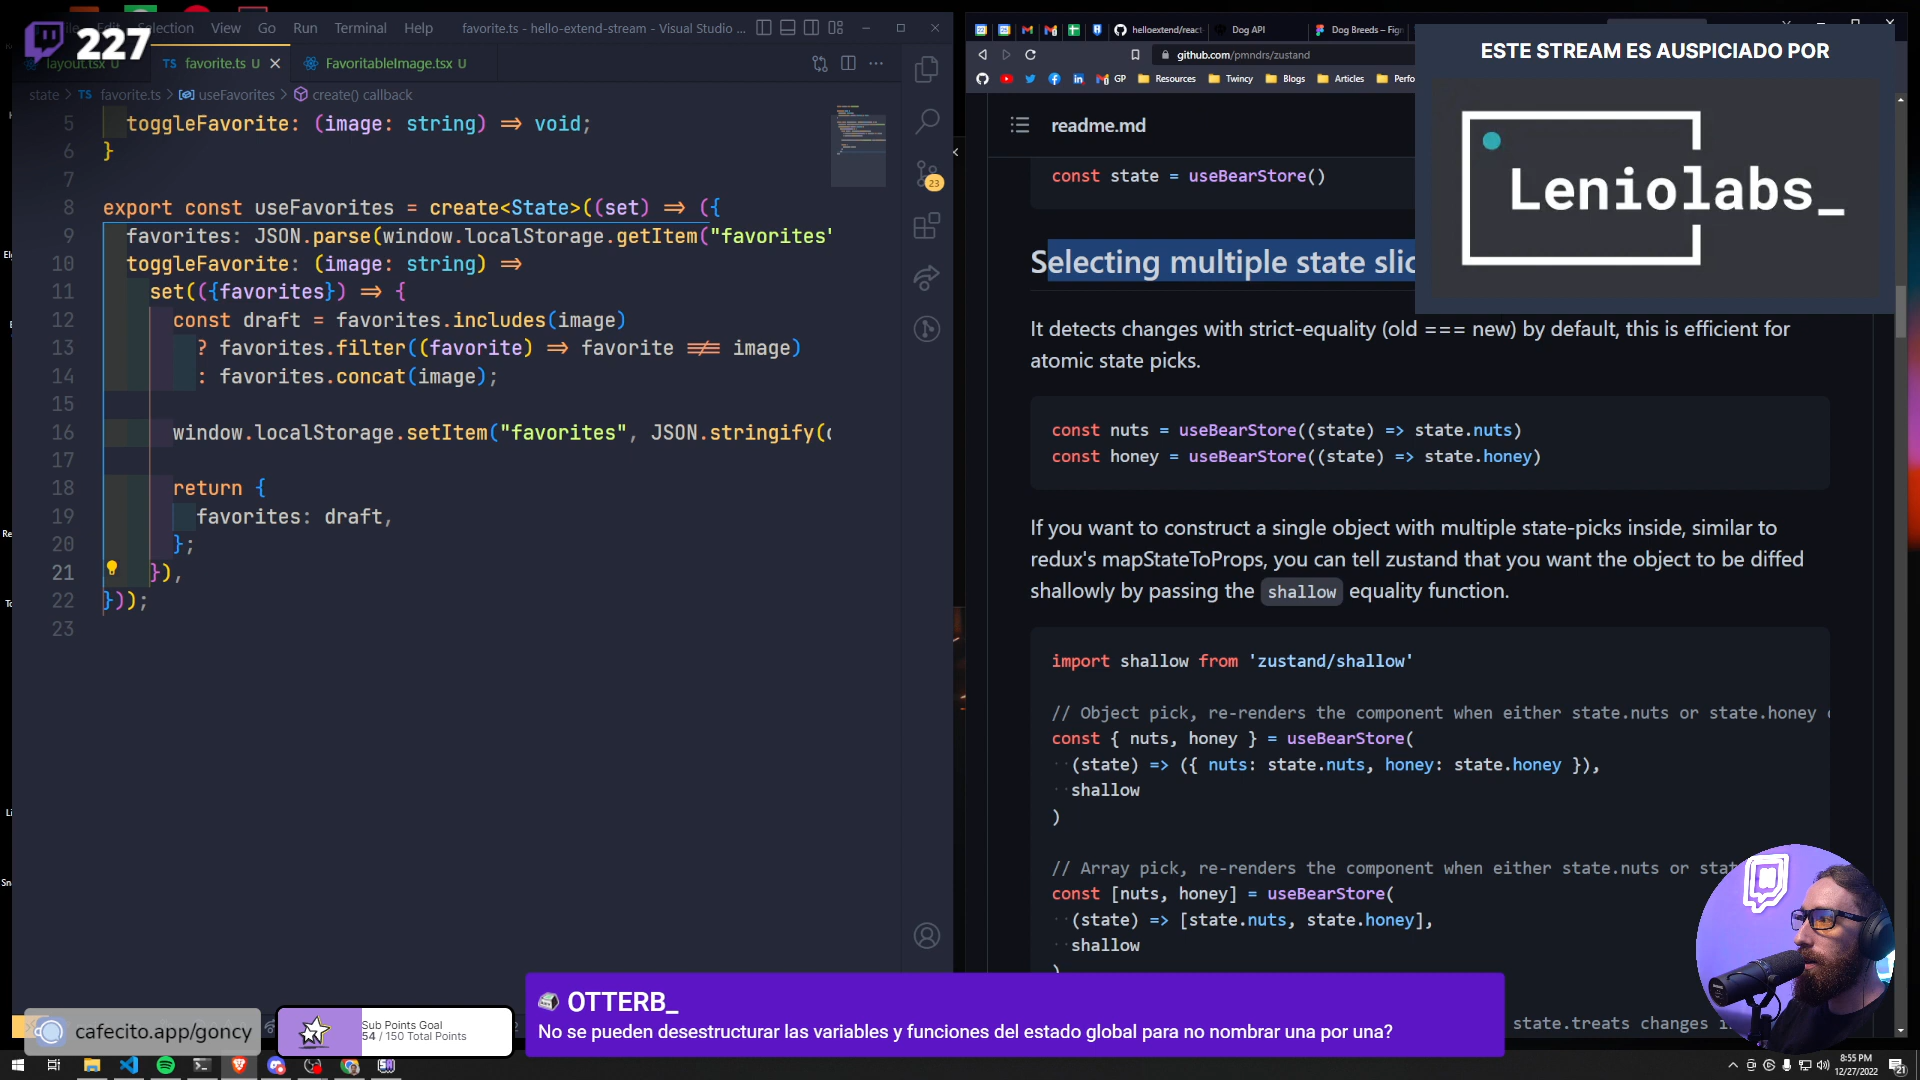 227
Selection View Go Run Terminal Help
favorite.ts - hello-extend-stream - Visual Studio ...
layout.tsx U
TS favorite.ts U
FavoritableImage.tsx U
state > TS favorite.ts > useFavorites > create() callback
5 toggleFavorite: (image: string) => void;
6 }
7
8 export const useFavorites = create<State>((set) => ({
9 favorites: JSON.parse(window.localStorage.getItem("favorites"
10 toggleFavorite: (image: string) =>
11 set(({favorites}) => {
12 const draft = favorites.includes(image)
13 ? favorites.filter((favorite) => favorite !== image)
14 : favorites.concat(image);
15
16 window.localStorage.setItem("favorites", JSON.stringify(
17
18 return {
19 favorites: draft,
20 };
21 }),
22 }));
23
23
helloextend/react
Dog API
Dog Breeds – Fig
github.com/pmndrs/zustand
GP Resources Twincy Blogs Articles Perfo
readme.md
const state = useBearStore()
Selecting multiple state slic
It detects changes with strict-equality (old === new) by default, this is efficient for
atomic state picks.
const nuts = useBearStore((state) => state.nuts)
const honey = useBearStore((state) => state.honey)
If you want to construct a single object with multiple state-picks inside, similar to
redux's mapStateToProps, you can tell zustand that you want the object to be diffed
shallowly by passing the shallow equality function.
import shallow from 'zustand/shallow'
// Object pick, re-renders the component when either state.nuts or state.honey
const { nuts, honey } = useBearStore(
(state) => ({ nuts: state.nuts, honey: state.honey }),
shallow
)
// Array pick, re-renders the component when either state.nuts or stat
const [nuts, honey] = useBearStore(
(state) => [state.nuts, state.honey],
shallow
)
state.treats changes i
ESTE STREAM ES AUSPICIADO POR
Leniolabs_
cafecito.app/goncy
Sub Points Goal
54 / 150 Total Points
OTTERB_
No se pueden desestructurar las variables y funciones del estado global para no nombrar una por una?
8:55 PM
12/27/2022
21